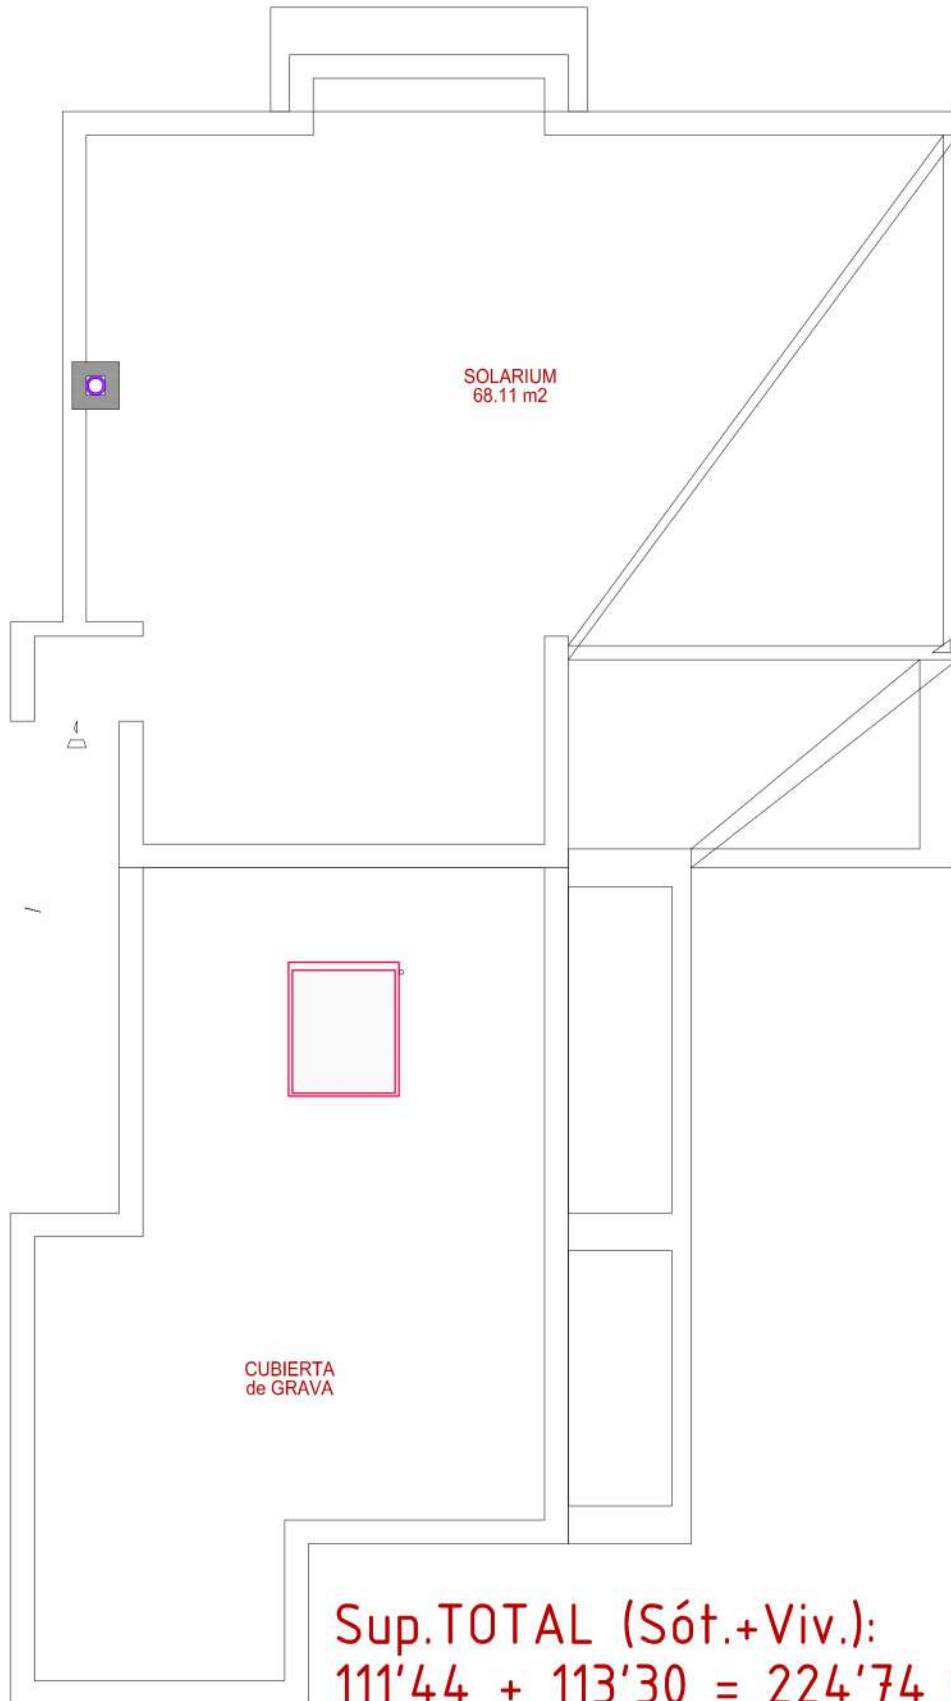 SOLARIUM
68.11 m2
CUBIERTA
de GRAVA
Sup.TOTAL (Sót.+Viv.):
111'44 + 113'30 = 224'74